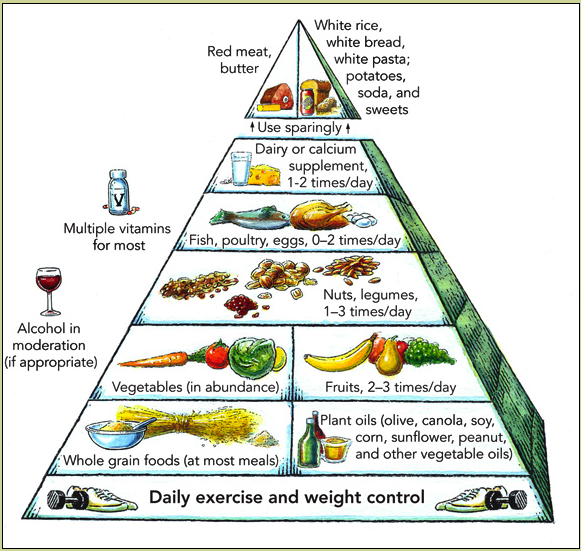 Red meat,
butter
White rice,
white bread,
white pasta;
potatoes,
soda, and
sweets
Use sparingly
Dairy or calcium
supplement,
1-2 times/day
V
Multiple vitamins
for most
Fish, poultry, eggs, 0–2 times/day
Nuts, legumes,
1–3 times/day
Alcohol in
moderation
(if appropriate)
Vegetables (in abundance)
Fruits, 2–3 times/day
Whole grain foods (at most meals)
Plant oils (olive, canola, soy,
corn, sunflower, peanut,
and other vegetable oils)
Daily exercise and weight control